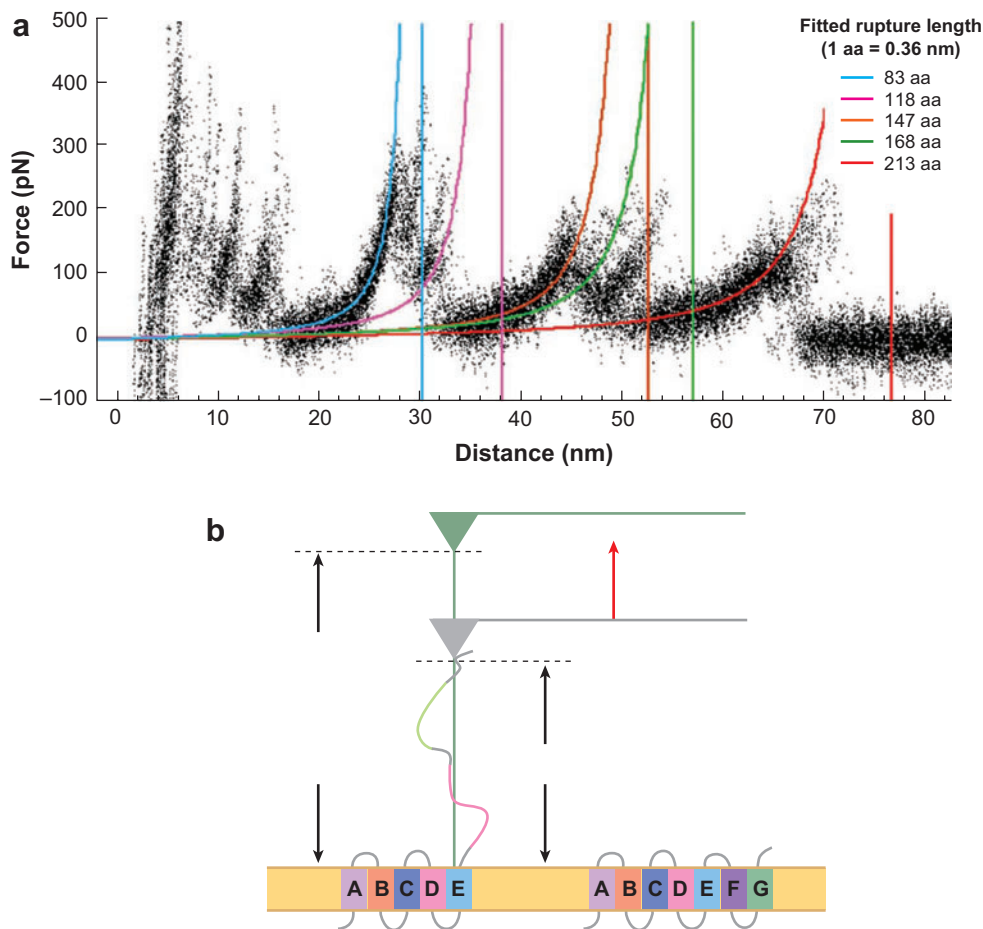 a
Force (pN)
500
400
300
200
100
0
–100
0 10 20 30 40 50 60 70 80
Distance (nm)
Fitted rupture length
(1 aa = 0.36 nm)
83 aa
118 aa
147 aa
168 aa
213 aa
b
A B C D E
A B C D E F G